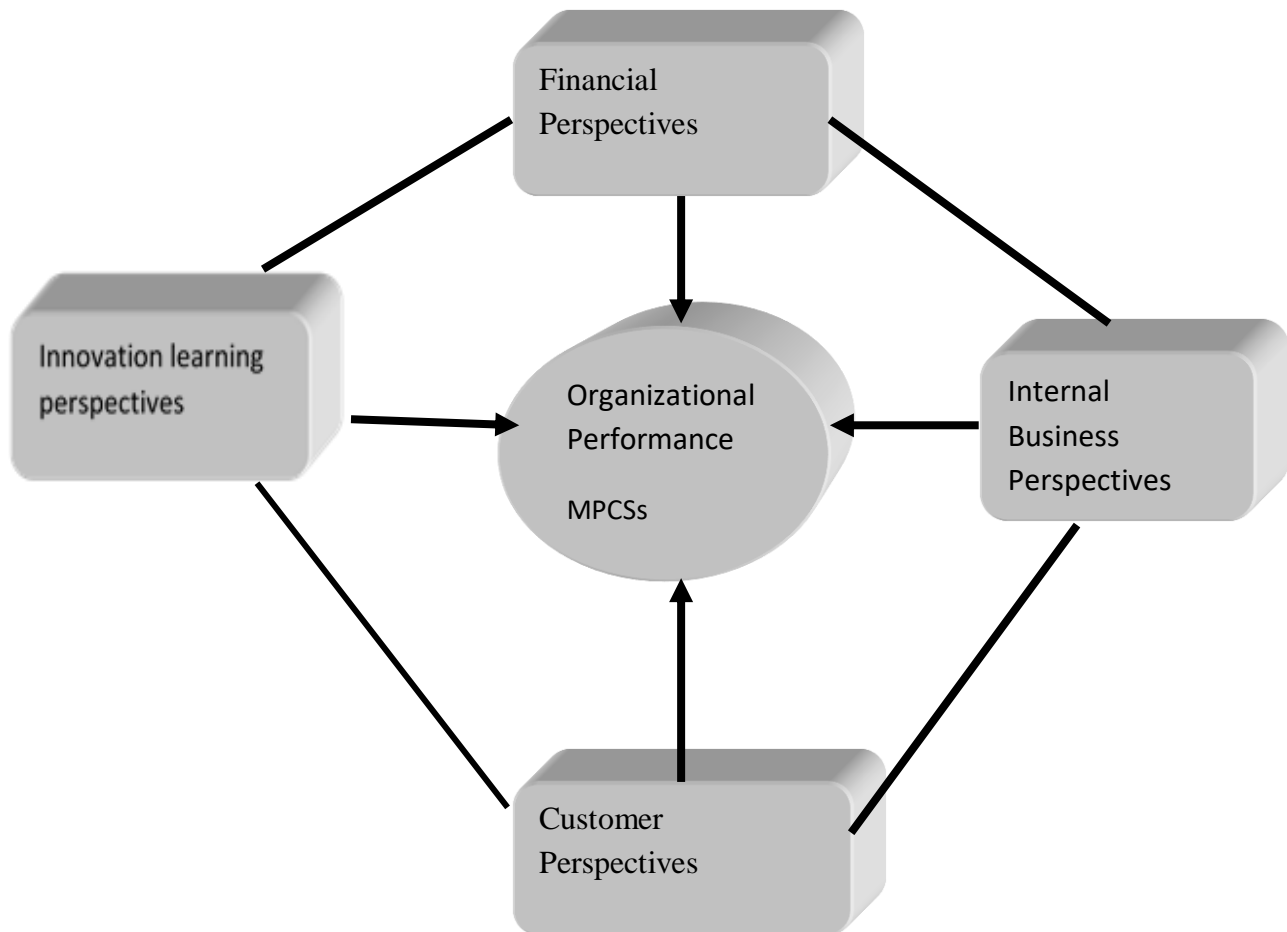 Financial
Perspectives
Innovation learning
perspectives
Organizational
Performance
MPCSs
Internal
Business
Perspectives
Customer
Perspectives